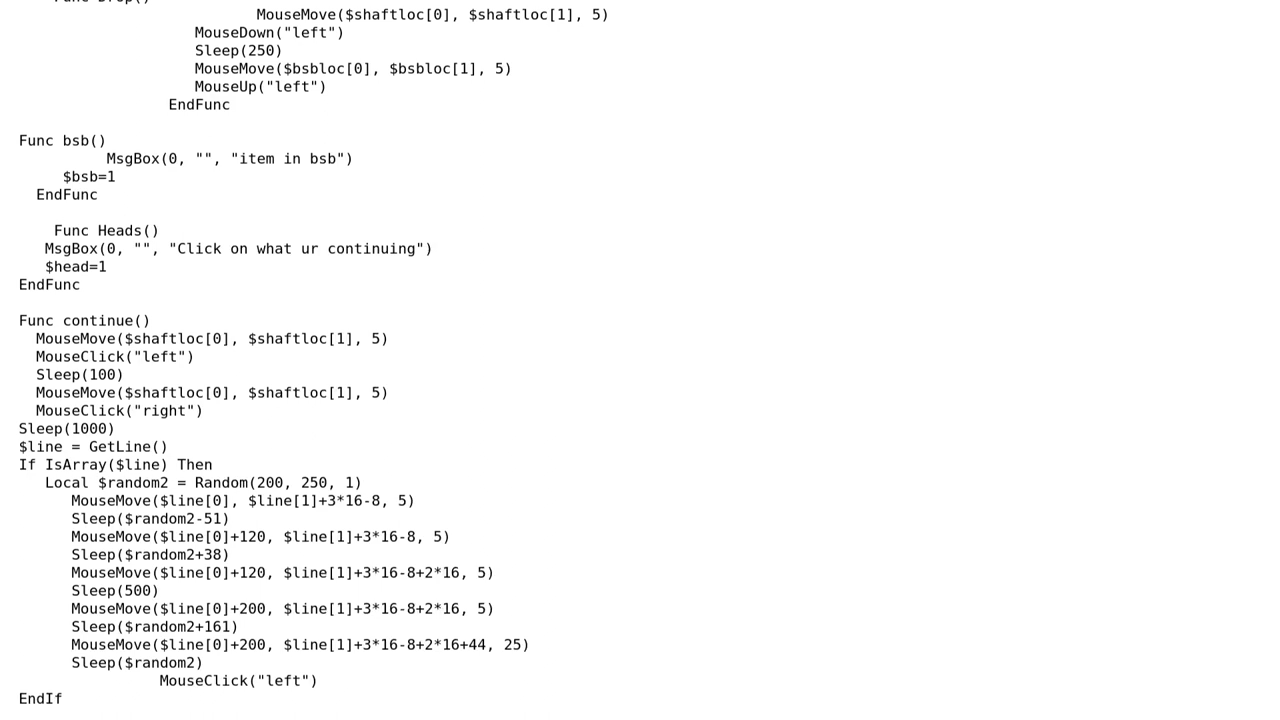 Func Drop()
MouseMove($shaftloc[0], $shaftloc[1], 5)
MouseDown("left")
Sleep(250)
MouseMove($bsbloc[0], $bsbloc[1], 5)
MouseUp("left")
EndFunc
Func bsb()
MsgBox(0, "", "item in bsb")
$bsb=1
EndFunc
Func Heads()
MsgBox(0, "", "Click on what ur continuing")
$head=1
EndFunc
Func continue()
MouseMove($shaftloc[0], $shaftloc[1], 5)
MouseClick("left")
Sleep(100)
MouseMove($shaftloc[0], $shaftloc[1], 5)
MouseClick("right")
Sleep(1000)
$line = GetLine()
If IsArray($line) Then
Local $random2 = Random(200, 250, 1)
MouseMove($line[0], $line[1]+3*16-8, 5)
Sleep($random2-51)
MouseMove($line[0]+120, $line[1]+3*16-8, 5)
Sleep($random2+38)
MouseMove($line[0]+120, $line[1]+3*16-8+2*16, 5)
Sleep(500)
MouseMove($line[0]+200, $line[1]+3*16-8+2*16, 5)
Sleep($random2+161)
MouseMove($line[0]+200, $line[1]+3*16-8+2*16+44, 25)
Sleep($random2)
MouseClick("left")
EndIf